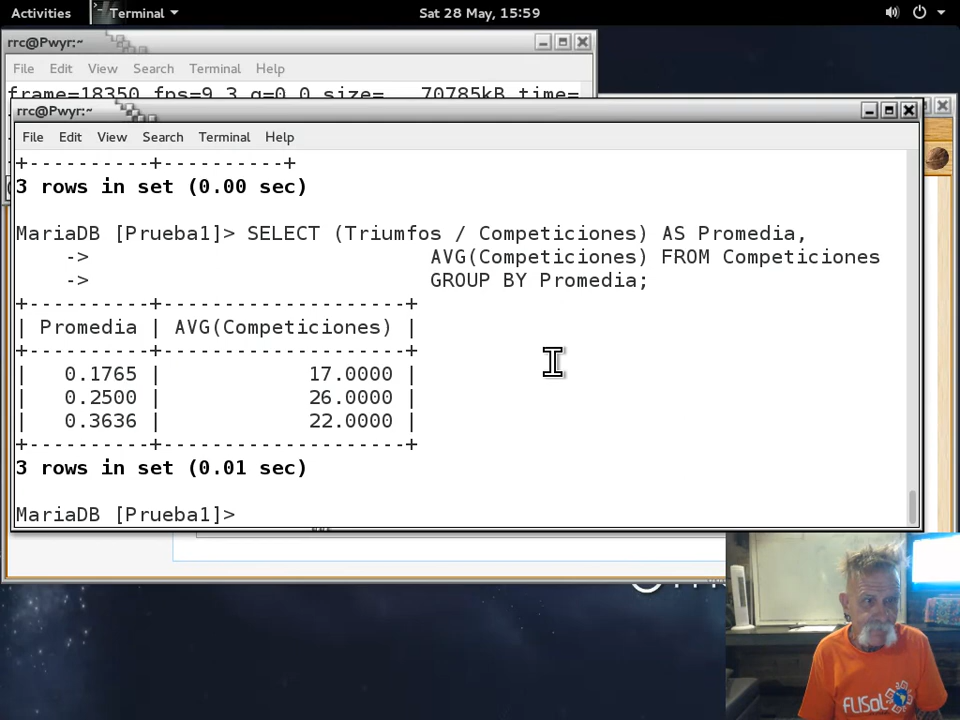 Activities Terminal Sat 28 May, 15:59
rrc@Pwyr:~
File Edit View Search Terminal Help
frame=18350 fps=9.3 q=0.0 size= 70785kB time=
rrc@Pwyr:~
File Edit View Search Terminal Help
+----------+----------+
3 rows in set (0.00 sec)
MariaDB [Prueba1]> SELECT (Triumfos / Competiciones) AS Promedia,
-> AVG(Competiciones) FROM Competiciones
-> GROUP BY Promedia;
+----------+--------------------+
| Promedia | AVG(Competiciones) |
+----------+--------------------+
| 0.1765 | 17.0000 |
| 0.2500 | 26.0000 |
| 0.3636 | 22.0000 |
+----------+--------------------+
3 rows in set (0.01 sec)
MariaDB [Prueba1]>
FLISoL